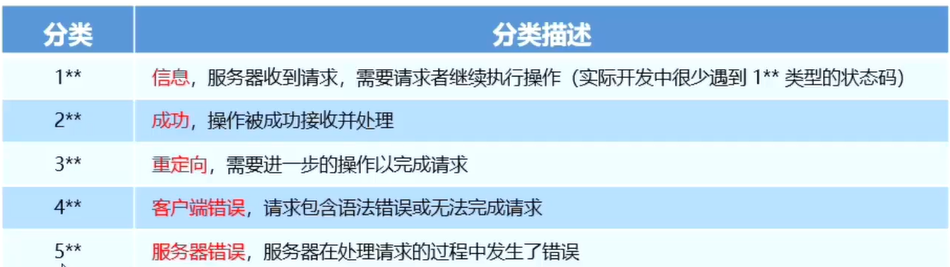 分类 分类描述
1** 信息，服务器收到请求，需要请求者继续执行操作（实际开发中很少遇到 1** 类型的状态码）
2** 成功，操作被成功接收并处理
3** 重定向，需要进一步的操作以完成请求
4** 客户端错误，请求包含语法错误或无法完成请求
5** 服务器错误，服务器在处理请求的过程中发生了错误